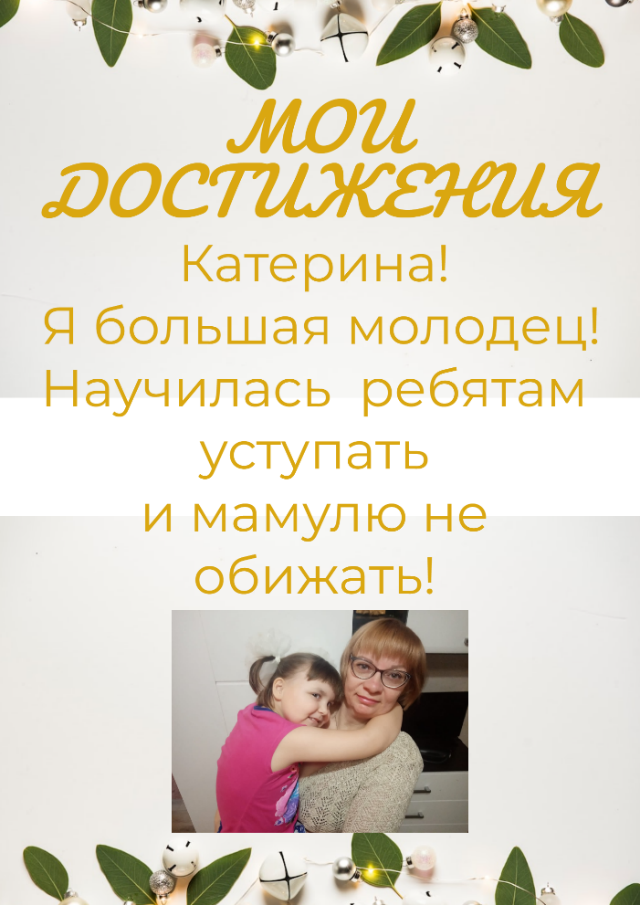 МОИ
ДОСТИЖЕНИЯ
Катерина!
Я большая молодец!
Научилась ребятам
уступать
и мамулю не
обижать!